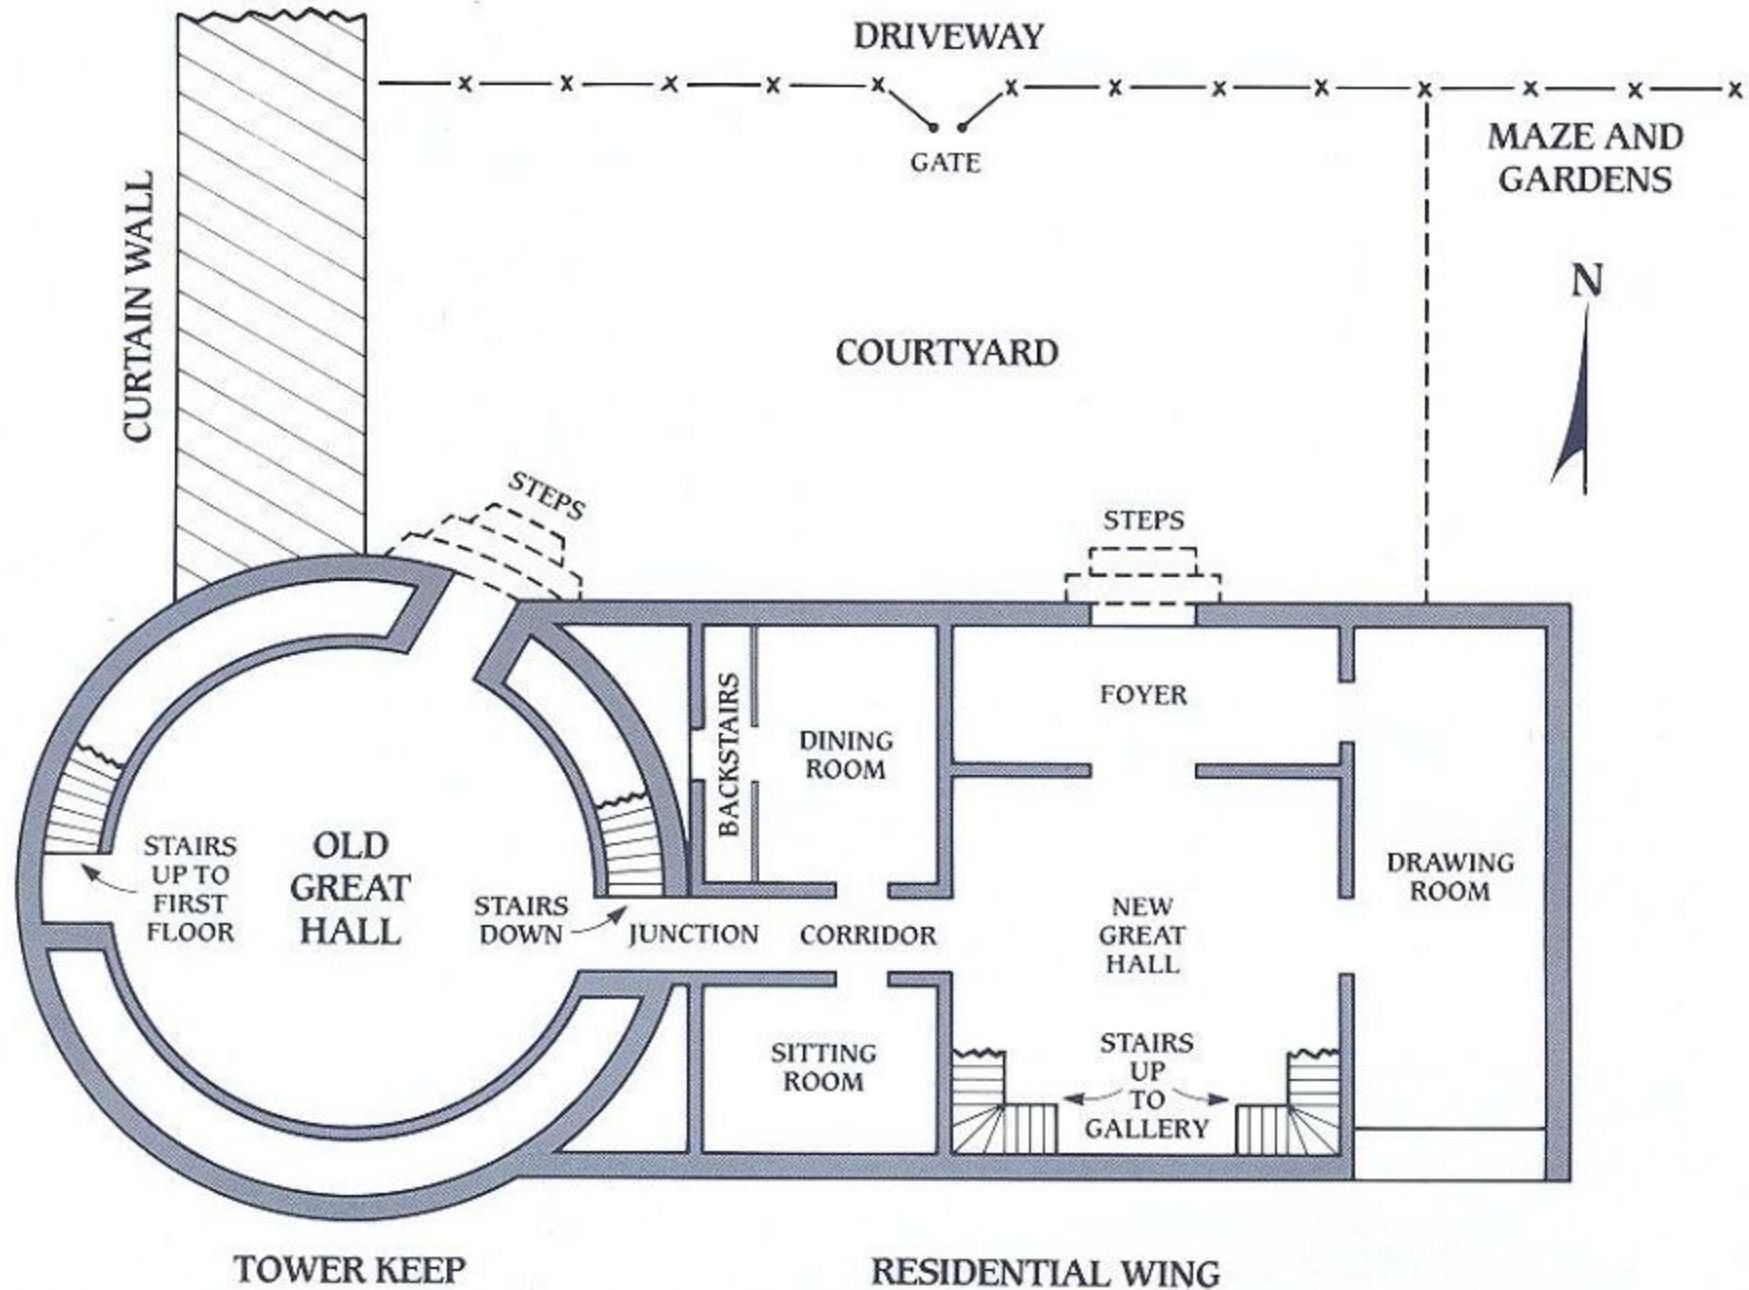 DRIVEWAY
GATE
MAZE AND
GARDENS
N
CURTAIN WALL
COURTYARD
STEPS
STEPS
FOYER
BACKSTAIRS
DINING
ROOM
STAIRS
UP TO
FIRST
FLOOR
OLD
GREAT
HALL
STAIRS
DOWN
JUNCTION
CORRIDOR
NEW
GREAT
HALL
DRAWING
ROOM
SITTING
ROOM
STAIRS
UP
TO
GALLERY
TOWER KEEP
RESIDENTIAL WING